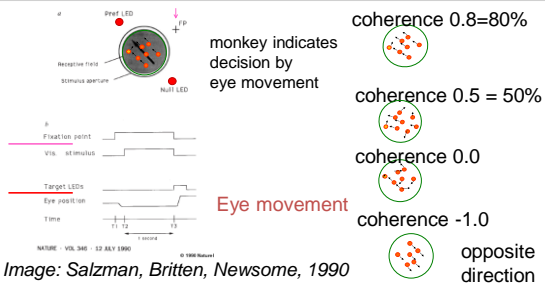 a
Pref LED
FP
Receptive field
Stimulus aperture
Null LED
monkey indicates
decision by
eye movement
Fixation point
Vis. stimulus
Target LEDs
Eye position
Time
T1 T2 T3
1 second
Eye movement
NATURE · VOL 346 · 12 JULY 1990
© 1990 Nature
Image: Salzman, Britten, Newsome, 1990
coherence 0.8=80%
coherence 0.5 = 50%
coherence 0.0
coherence -1.0
opposite
direction